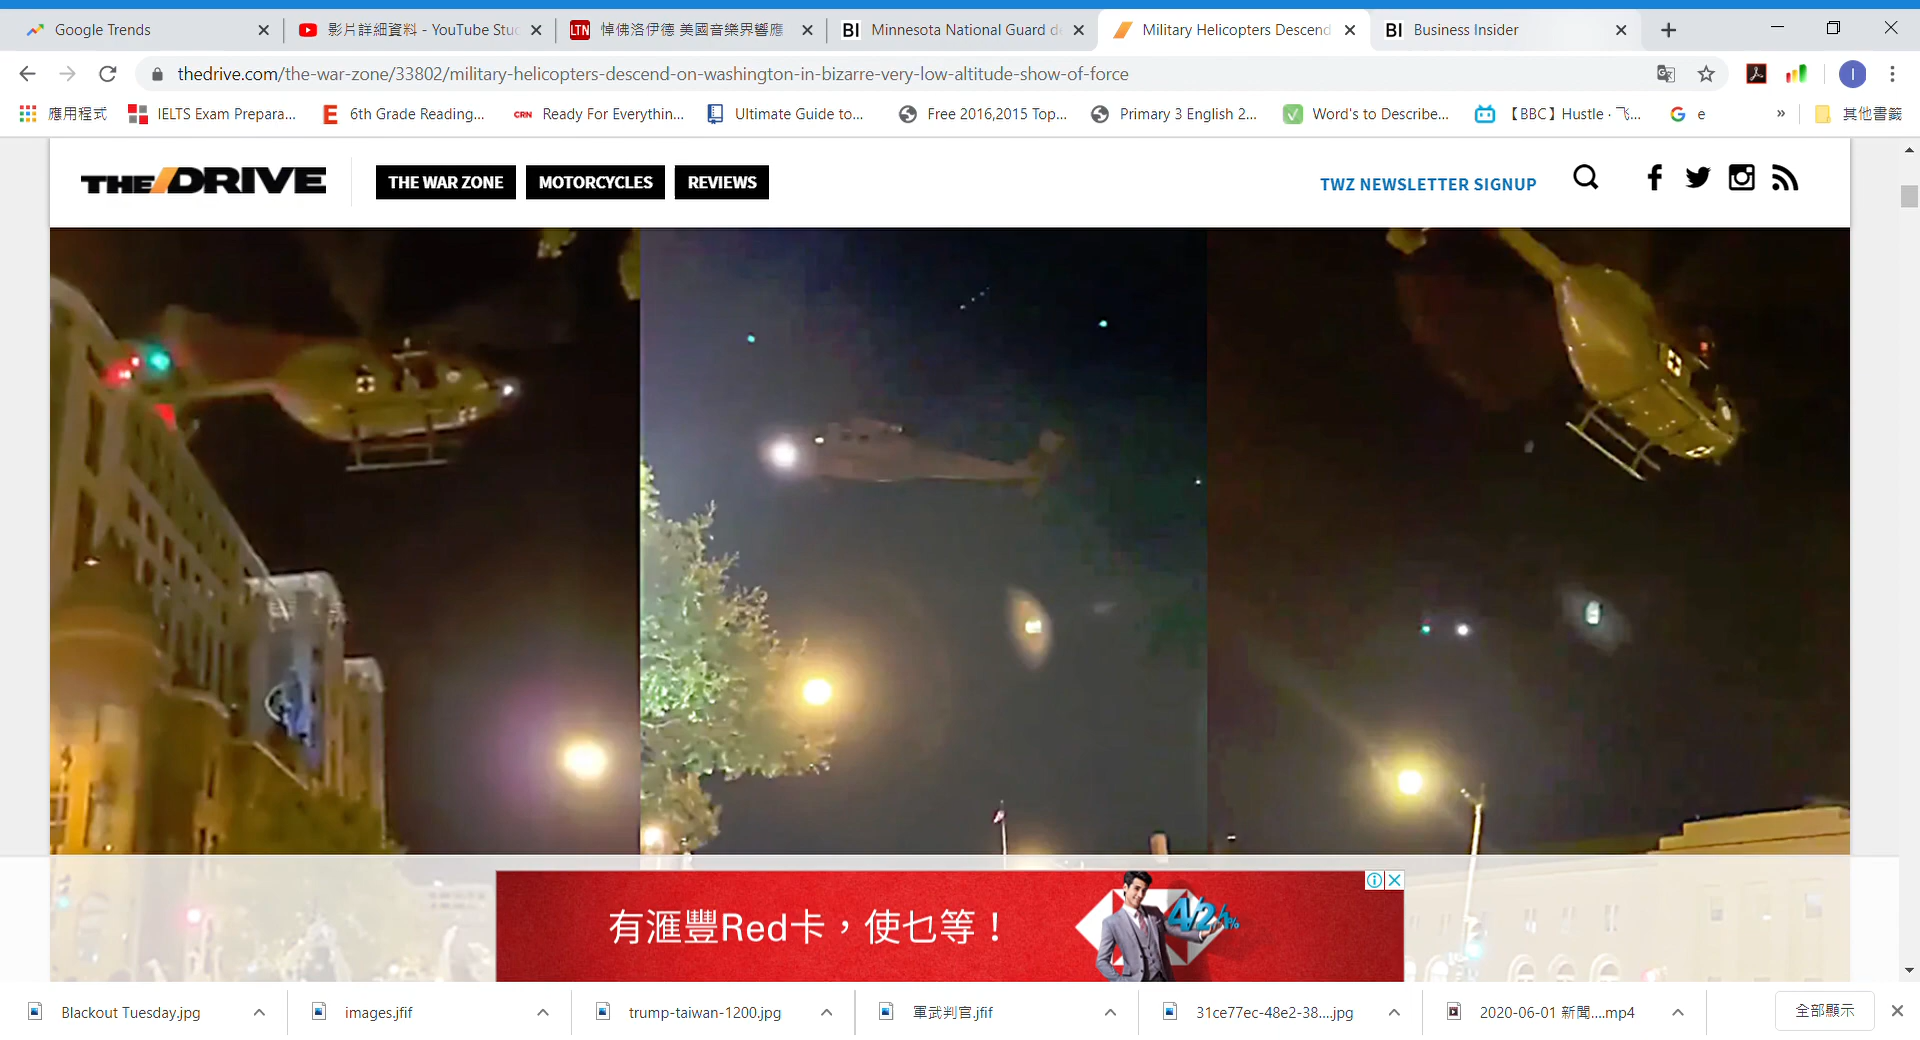 Google Trends
影片詳細資料 - YouTube Stu
LTN
悼佛洛伊德 美國音樂界響應
BI
Minnesota National Guard de
Military Helicopters Descend
BI
Business Insider
thedrive.com/the-war-zone/33802/military-helicopters-descend-on-washington-in-bizarre-very-low-altitude-show-of-force
I
應用程式
IELTS Exam Prepara...
6th Grade Reading...
CRN
Ready For Everythin...
Ultimate Guide to...
Free 2016,2015 Top...
Primary 3 English 2...
Word's to Describe...
【BBC】Hustle · 飞...
e
»
其他書籤
THE DRIVE
THE WAR ZONE
MOTORCYCLES
REVIEWS
TWZ NEWSLETTER SIGNUP
有滙豐Red卡，使乜等！
Blackout Tuesday.jpg
images.jfif
trump-taiwan-1200.jpg
軍武判官.jfif
31ce77ec-48e2-38....jpg
2020-06-01 新聞....mp4
全部顯示